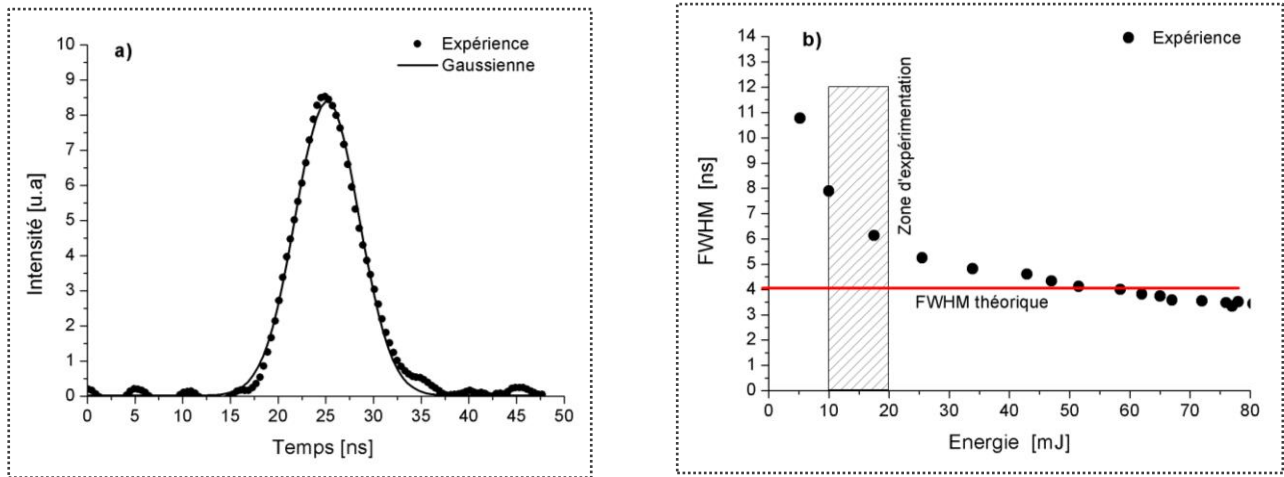 a)
Expérience
Gaussienne
Intensité [u.a]
10
9
8
7
6
5
4
3
2
1
0
0 5 10 15 20 25 30 35 40 45 50
Temps [ns]
b)
Expérience
Zone d'expérimentation
FWHM [ns]
14
13
12
11
10
9
8
7
6
5
4
3
2
1
0
FWHM théorique
0 10 20 30 40 50 60 70 80
Energie [mJ]